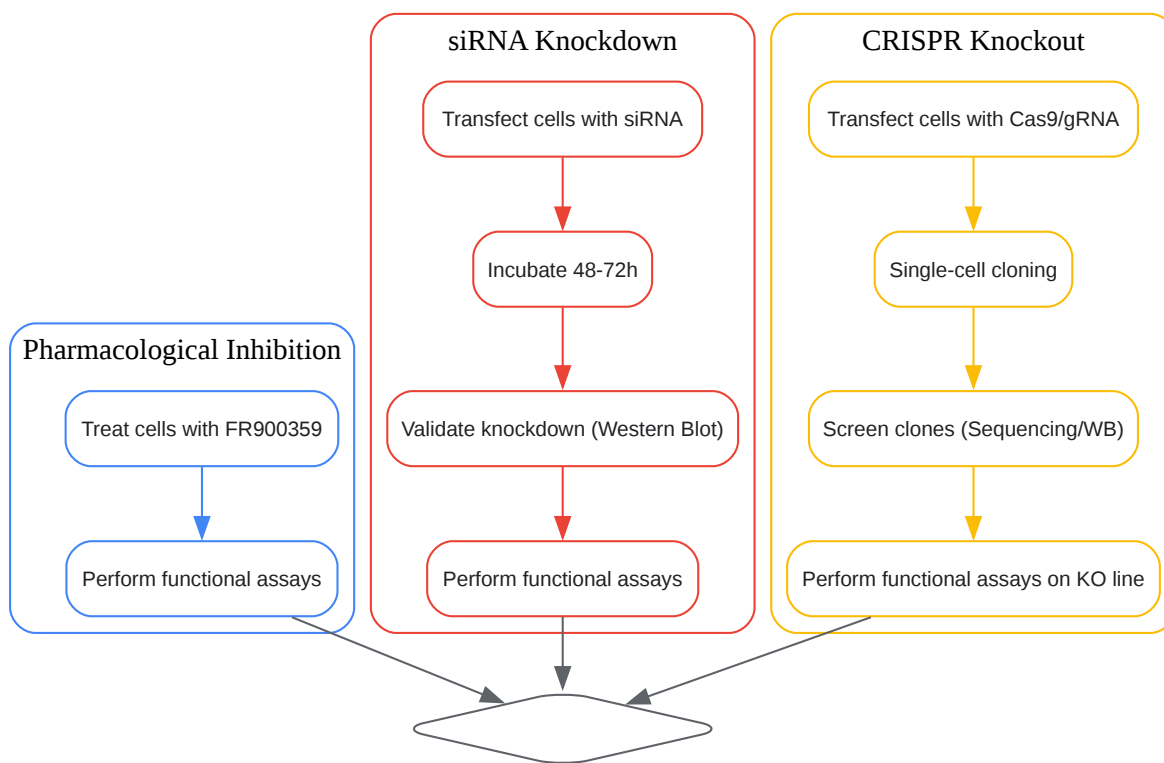 Pharmacological Inhibition
Treat cells with FR900359
Perform functional assays
siRNA Knockdown
Transfect cells with siRNA
Incubate 48-72h
Validate knockdown (Western Blot)
Perform functional assays
CRISPR Knockout
Transfect cells with Cas9/gRNA
Single-cell cloning
Screen clones (Sequencing/WB)
Perform functional assays on KO line